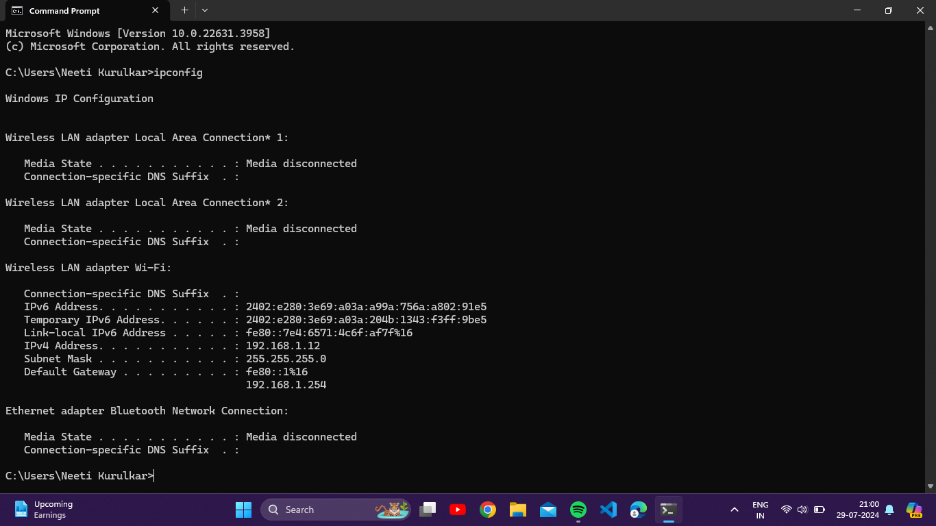 Command Prompt
Microsoft Windows [Version 10.0.22631.3958]
(c) Microsoft Corporation. All rights reserved.
C:\Users\Neeti Kurulkar>ipconfig
Windows IP Configuration
Wireless LAN adapter Local Area Connection* 1:
Media State . . . . . . . . . . . : Media disconnected
Connection-specific DNS Suffix  . :
Wireless LAN adapter Local Area Connection* 2:
Media State . . . . . . . . . . . : Media disconnected
Connection-specific DNS Suffix  . :
Wireless LAN adapter Wi-Fi:
Connection-specific DNS Suffix  . :
IPv6 Address. . . . . . . . . . . : 2402:e280:3e69:a03a:a99a:756a:a802:91e5
Temporary IPv6 Address. . . . . . : 2402:e280:3e69:a03a:204b:1343:f3ff:9be5
Link-local IPv6 Address . . . . . : fe80::7e4:6571:4c6f:af7f%16
IPv4 Address. . . . . . . . . . . : 192.168.1.12
Subnet Mask . . . . . . . . . . . : 255.255.255.0
Default Gateway . . . . . . . . . : fe80::1%16
192.168.1.254
Ethernet adapter Bluetooth Network Connection:
Media State . . . . . . . . . . . : Media disconnected
Connection-specific DNS Suffix  . :
C:\Users\Neeti Kurulkar>
Upcoming
Earnings
Search
ENG
IN
21:00
29-07-2024